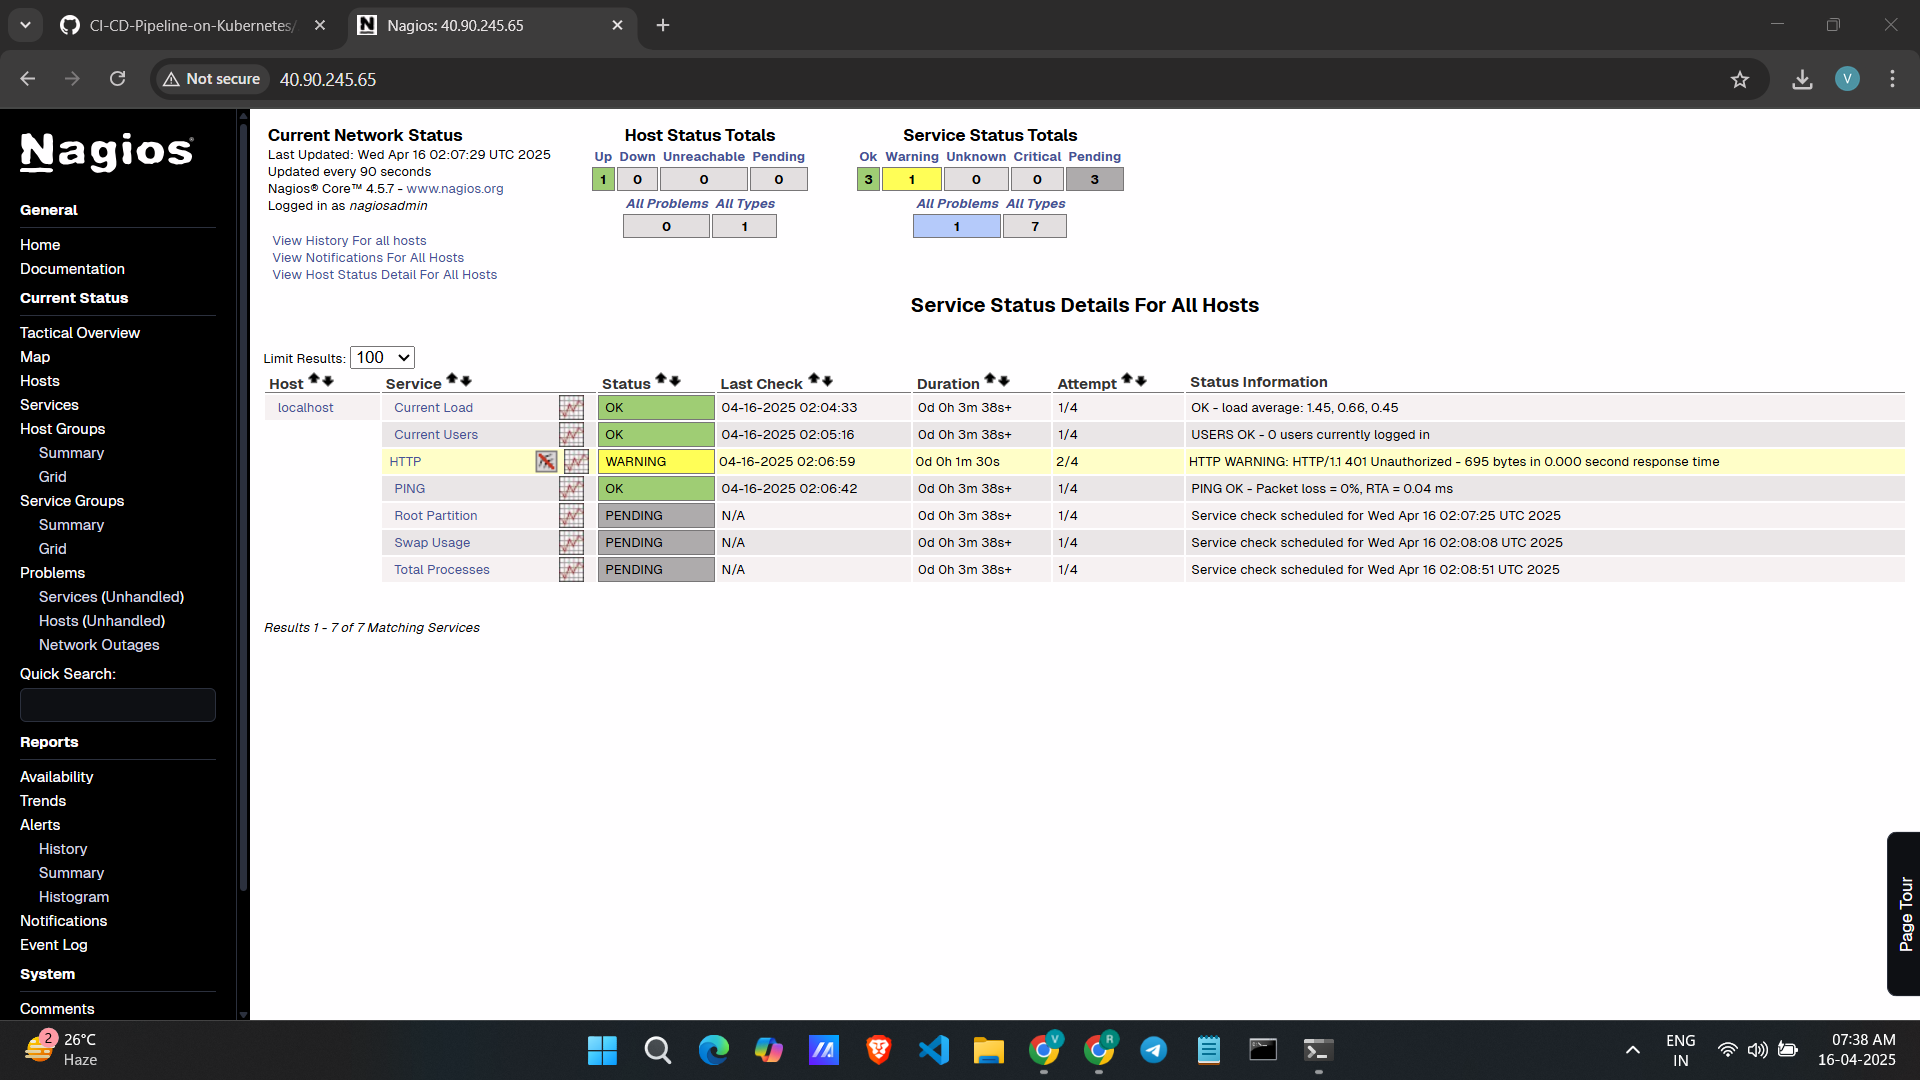 CI-CD-Pipeline-on-Kubernetes/
Nagios: 40.90.245.65
Not secure
40.90.245.65
V
Nagios®
General
Home
Documentation
Current Status
Tactical Overview
Map
Hosts
Services
Host Groups
Summary
Grid
Service Groups
Summary
Grid
Problems
Services (Unhandled)
Hosts (Unhandled)
Network Outages
Quick Search:
Reports
Availability
Trends
Alerts
History
Summary
Histogram
Notifications
Event Log
System
Comments
Current Network Status
Last Updated: Wed Apr 16 02:07:29 UTC 2025
Updated every 90 seconds
Nagios® Core™ 4.5.7 - www.nagios.org
Logged in as nagiosadmin
View History For all hosts
View Notifications For All Hosts
View Host Status Detail For All Hosts
Host Status Totals
Up Down Unreachable Pending
1 0 0 0
All Problems All Types
0 1
Service Status Totals
Ok Warning Unknown Critical Pending
3 1 0 0 3
All Problems All Types
1 7
Service Status Details For All Hosts
Limit Results: 100
Host Service Status Last Check Duration Attempt Status Information
localhost Current Load OK 04-16-2025 02:04:33 0d 0h 3m 38s+ 1/4 OK - load average: 1.45, 0.66, 0.45
Current Users OK 04-16-2025 02:05:16 0d 0h 3m 38s+ 1/4 USERS OK - 0 users currently logged in
HTTP WARNING 04-16-2025 02:06:59 0d 0h 1m 30s 2/4 HTTP WARNING: HTTP/1.1 401 Unauthorized - 695 bytes in 0.000 second response time
PING OK 04-16-2025 02:06:42 0d 0h 3m 38s+ 1/4 PING OK - Packet loss = 0%, RTA = 0.04 ms
Root Partition PENDING N/A 0d 0h 3m 38s+ 1/4 Service check scheduled for Wed Apr 16 02:07:25 UTC 2025
Swap Usage PENDING N/A 0d 0h 3m 38s+ 1/4 Service check scheduled for Wed Apr 16 02:08:08 UTC 2025
Total Processes PENDING N/A 0d 0h 3m 38s+ 1/4 Service check scheduled for Wed Apr 16 02:08:51 UTC 2025
Results 1 - 7 of 7 Matching Services
Page Tour
2
26°C
Haze
V
R
ENG
IN
07:38 AM
16-04-2025